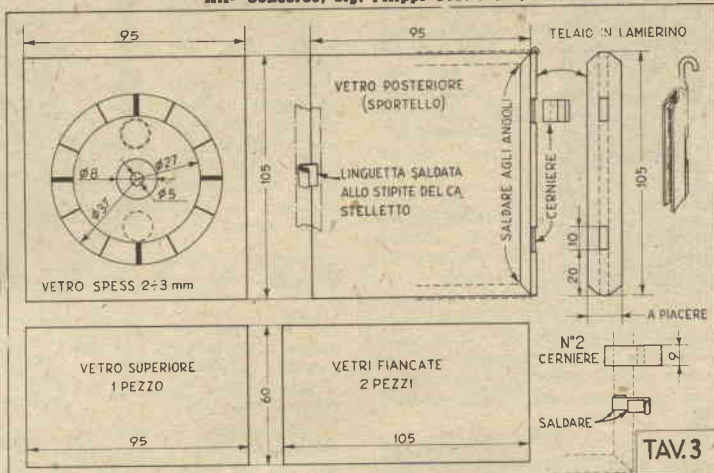 95
95
TELAIO IN LAMIERINO
VETRO POSTERIORE
(SPORTELLO)
105
Ø8
Ø27
Ø5
Ø37
LINGUETTA SALDATA
ALLO STIPITE DEL CA
STELLETTO
SALDARE AGLI ANGOLI
CERNIERE
105
10
20
A PIACERE
VETRO SPESS 2÷3 mm
VETRO SUPERIORE
1 PEZZO
95
60
VETRI FIANCATE
2 PEZZI
105
N°2
CERNIERE
9
SALDARE
TAV.3